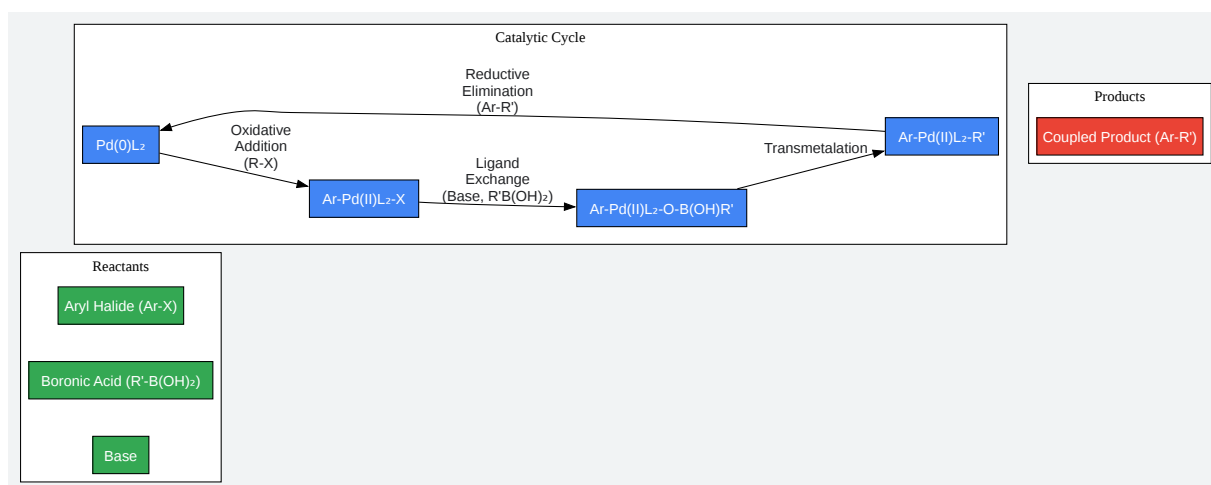 Catalytic Cycle
Reductive
Elimination
(Ar-R')
Products
Pd(0)L₂
Oxidative
Addition
(R-X)
Ar-Pd(II)L₂-X
Ligand
Exchange
(Base, R'B(OH)₂)
Ar-Pd(II)L₂-O-B(OH)R'
Transmetalation
Ar-Pd(II)L₂-R'
Coupled Product (Ar-R')
Reactants
Aryl Halide (Ar-X)
Boronic Acid (R'-B(OH)₂)
Base